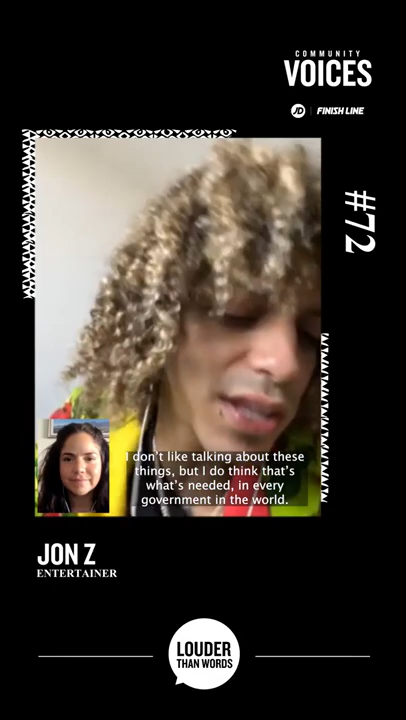 COMMUNITY
VOICES
JD | FINISH LINE
#72
I don't like talking about these
things, but I do think that's
what's needed, in every
government in the world.
JON Z
ENTERTAINER
LOUDER
THAN WORDS